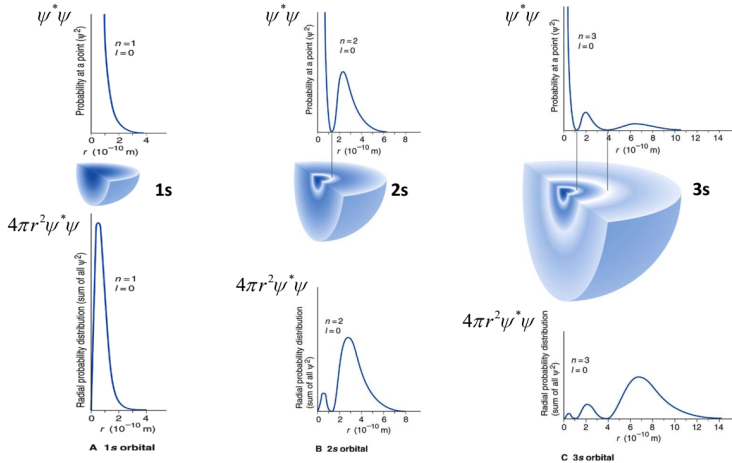 ψ*ψ
Probability at a point (ψ²)
n = 1
l = 0
0 2 4
r (10⁻¹⁰ m)
1s
4πr²ψ*ψ
Radial probability distribution (sum of all ψ²)
n = 1
l = 0
0 2 4
r (10⁻¹⁰ m)
A 1s orbital
ψ*ψ
Probability at a point (ψ²)
n = 2
l = 0
0 2 4 6 8
r (10⁻¹⁰ m)
2s
4πr²ψ*ψ
Radial probability distribution
(sum of all ψ²)
n = 2
l = 0
0 2 4 6 8
r (10⁻¹⁰ m)
B 2s orbital
ψ*ψ
Probability at a point (ψ²)
n = 3
l = 0
0 2 4 6 8 10 12 14
r (10⁻¹⁰ m)
3s
4πr²ψ*ψ
Radial probability distribution
(sum of all ψ²)
n = 3
l = 0
0 2 4 6 8 10 12 14
r (10⁻¹⁰ m)
C 3s orbital